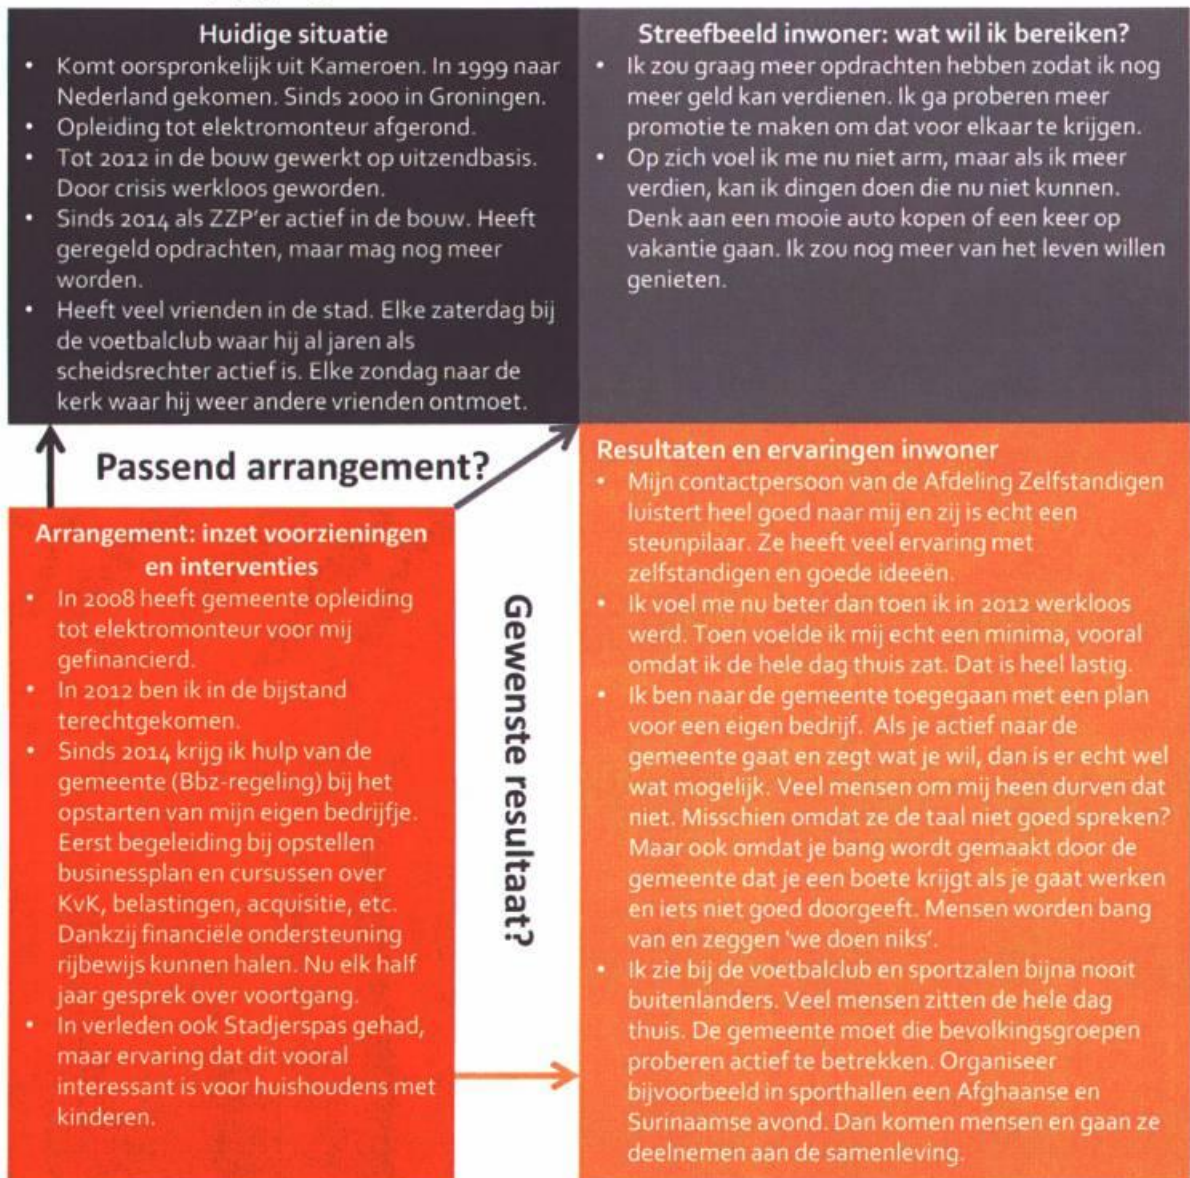 Huidige situatie
• Komt oorspronkelijk uit Kameroen. In 1999 naar
Nederland gekomen. Sinds 2000 in Groningen.
• Opleiding tot elektromonteur afgerond.
• Tot 2012 in de bouw gewerkt op uitzendbasis.
Door crisis werkloos geworden.
• Sinds 2014 als ZZP'er actief in de bouw. Heeft
geregeld opdrachten, maar mag nog meer
worden.
• Heeft veel vrienden in de stad. Elke zaterdag bij
de voetbalclub waar hij al jaren als
scheidsrechter actief is. Elke zondag naar de
kerk waar hij weer andere vrienden ontmoet.
Streefbeeld inwoner: wat wil ik bereiken?
• Ik zou graag meer opdrachten hebben zodat ik nog
meer geld kan verdienen. Ik ga proberen meer
promotie te maken om dat voor elkaar te krijgen.
• Op zich voel ik me nu niet arm, maar als ik meer
verdien, kan ik dingen doen die nu niet kunnen.
Denk aan een mooie auto kopen of een keer op
vakantie gaan. Ik zou nog meer van het leven willen
genieten.
Passend arrangement?
Arrangement: inzet voorzieningen
en interventies
• In 2008 heeft gemeente opleiding
tot elektromonteur voor mij
gefinancierd.
• In 2012 ben ik in de bijstand
terechtgekomen.
• Sinds 2014 krijg ik hulp van de
gemeente (Bbz-regeling) bij het
opstarten van mijn eigen bedrijfje.
Eerst begeleiding bij opstellen
businessplan en cursussen over
KvK, belastingen, acquisitie, etc.
Dankzij financiële ondersteuning
rijbewijs kunnen halen. Nu elk half
jaar gesprek over voortgang.
• In verleden ook Stadjerspas gehad,
maar ervaring dat dit vooral
interessant is voor huishoudens met
kinderen.
Gewenste resultaat?
Resultaten en ervaringen inwoner
• Mijn contactpersoon van de Afdeling Zelfstandigen
luistert heel goed naar mij en zij is echt een
steunpilaar. Ze heeft veel ervaring met
zelfstandigen en goede ideeën.
• Ik voel me nu beter dan toen ik in 2012 werkloos
werd. Toen voelde ik mij echt een minima, vooral
omdat ik de hele dag thuis zat. Dat is heel lastig.
• Ik ben naar de gemeente toegegaan met een plan
voor een eigen bedrijf. Als je actief naar de
gemeente gaat en zegt wat je wil, dan is er echt wel
wat mogelijk. Veel mensen om mij heen durven dat
niet. Misschien omdat ze de taal niet goed spreken?
Maar ook omdat je bang wordt gemaakt door de
gemeente dat je een boete krijgt als je gaat werken
en iets niet goed doorgeeft. Mensen worden bang
van en zeggen 'we doen niks'.
• Ik zie bij de voetbalclub en sportzalen bijna nooit
buitenlanders. Veel mensen zitten de hele dag
thuis. De gemeente moet die bevolkingsgroepen
proberen actief te betrekken. Organiseer
bijvoorbeeld in sporthallen een Afghaanse en
Surinaamse avond. Dan komen mensen en gaan ze
deelnemen aan de samenleving.